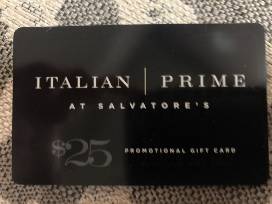 ITALIAN | PRIME
AT SALVATORE'S
$25 PROMOTIONAL GIFT CARD